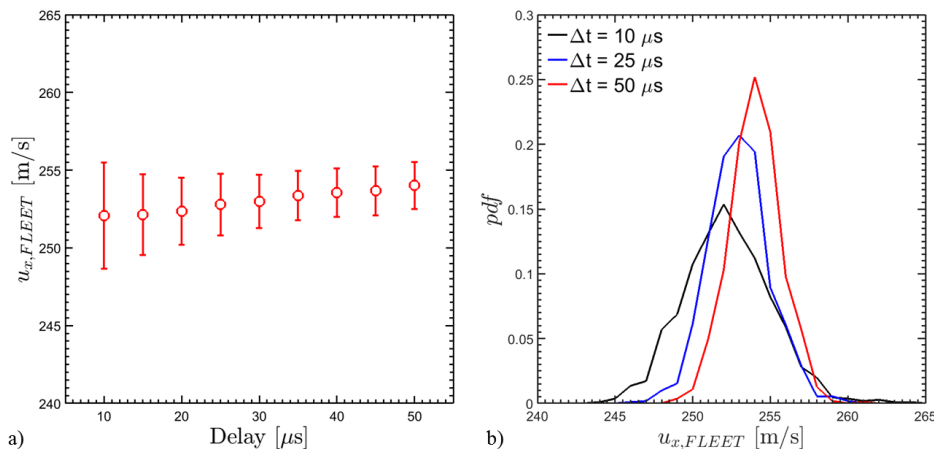 265
260
255
250
245
240
u_{x,FLEET} [m/s]
10 20 30 40 50
a) Delay [μs]
0.3
0.25
0.2
0.15
0.1
0.05
0
pdf
Δt = 10 μs
Δt = 25 μs
Δt = 50 μs
240 245 250 255 260 265
b) u_{x,FLEET} [m/s]